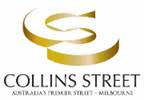 COLLINS STREET
AUSTRALIA'S PREMIER STREET - MELBOURNE